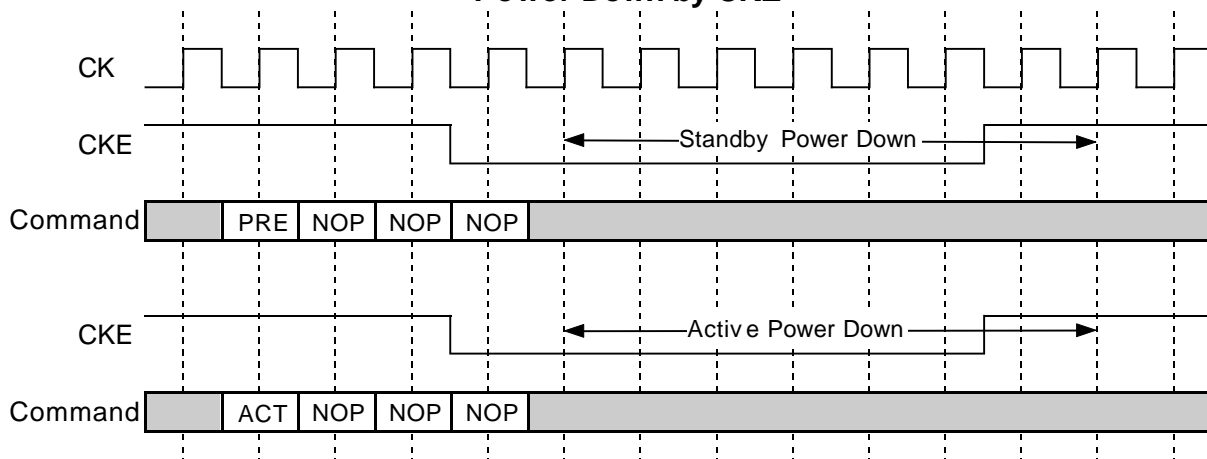 Power Down by CKE
CK
CKE
Standby Power Down
Command PRE NOP NOP NOP
CKE
Active Power Down
Command ACT NOP NOP NOP